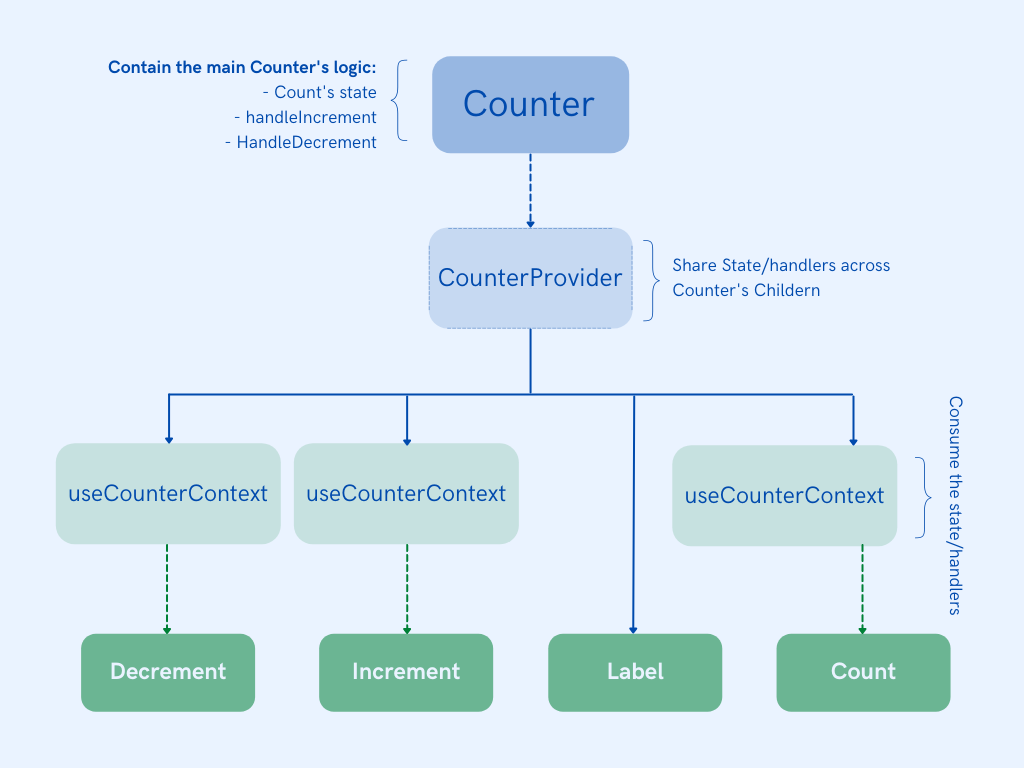 Contain the main Counter's logic:
- Count's state
- handleIncrement
- HandleDecrement
Counter
CounterProvider
Share State/handlers across
Counter's Childern
useCounterContext
useCounterContext
useCounterContext
Consume the state/handlers
Decrement
Increment
Label
Count